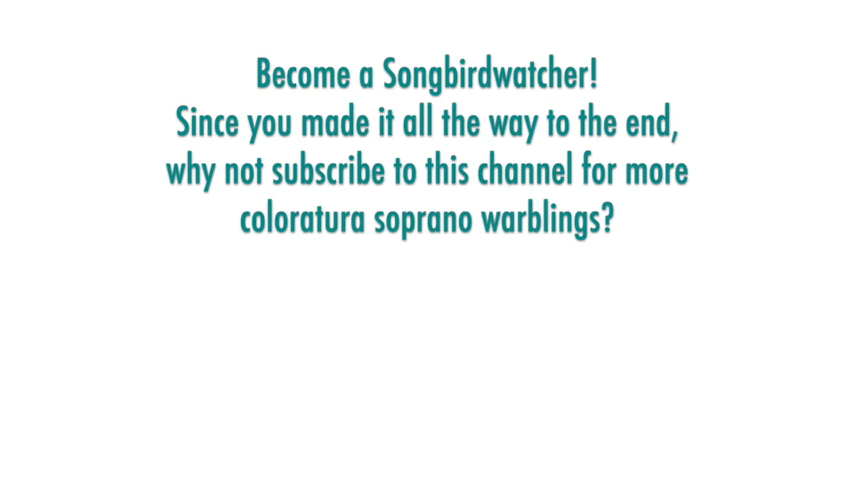 Become a Songbirdwatcher!
Since you made it all the way to the end,
why not subscribe to this channel for more
coloratura soprano warblings?